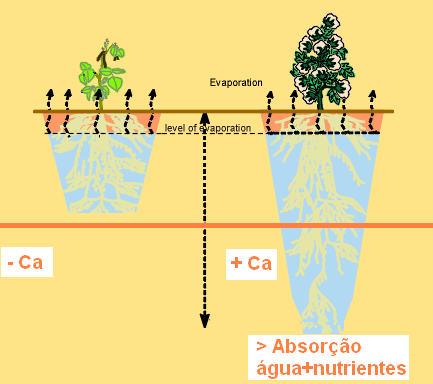 Evaporation
level of evaporation
- Ca
+ Ca
> Absorção
água+nutrientes